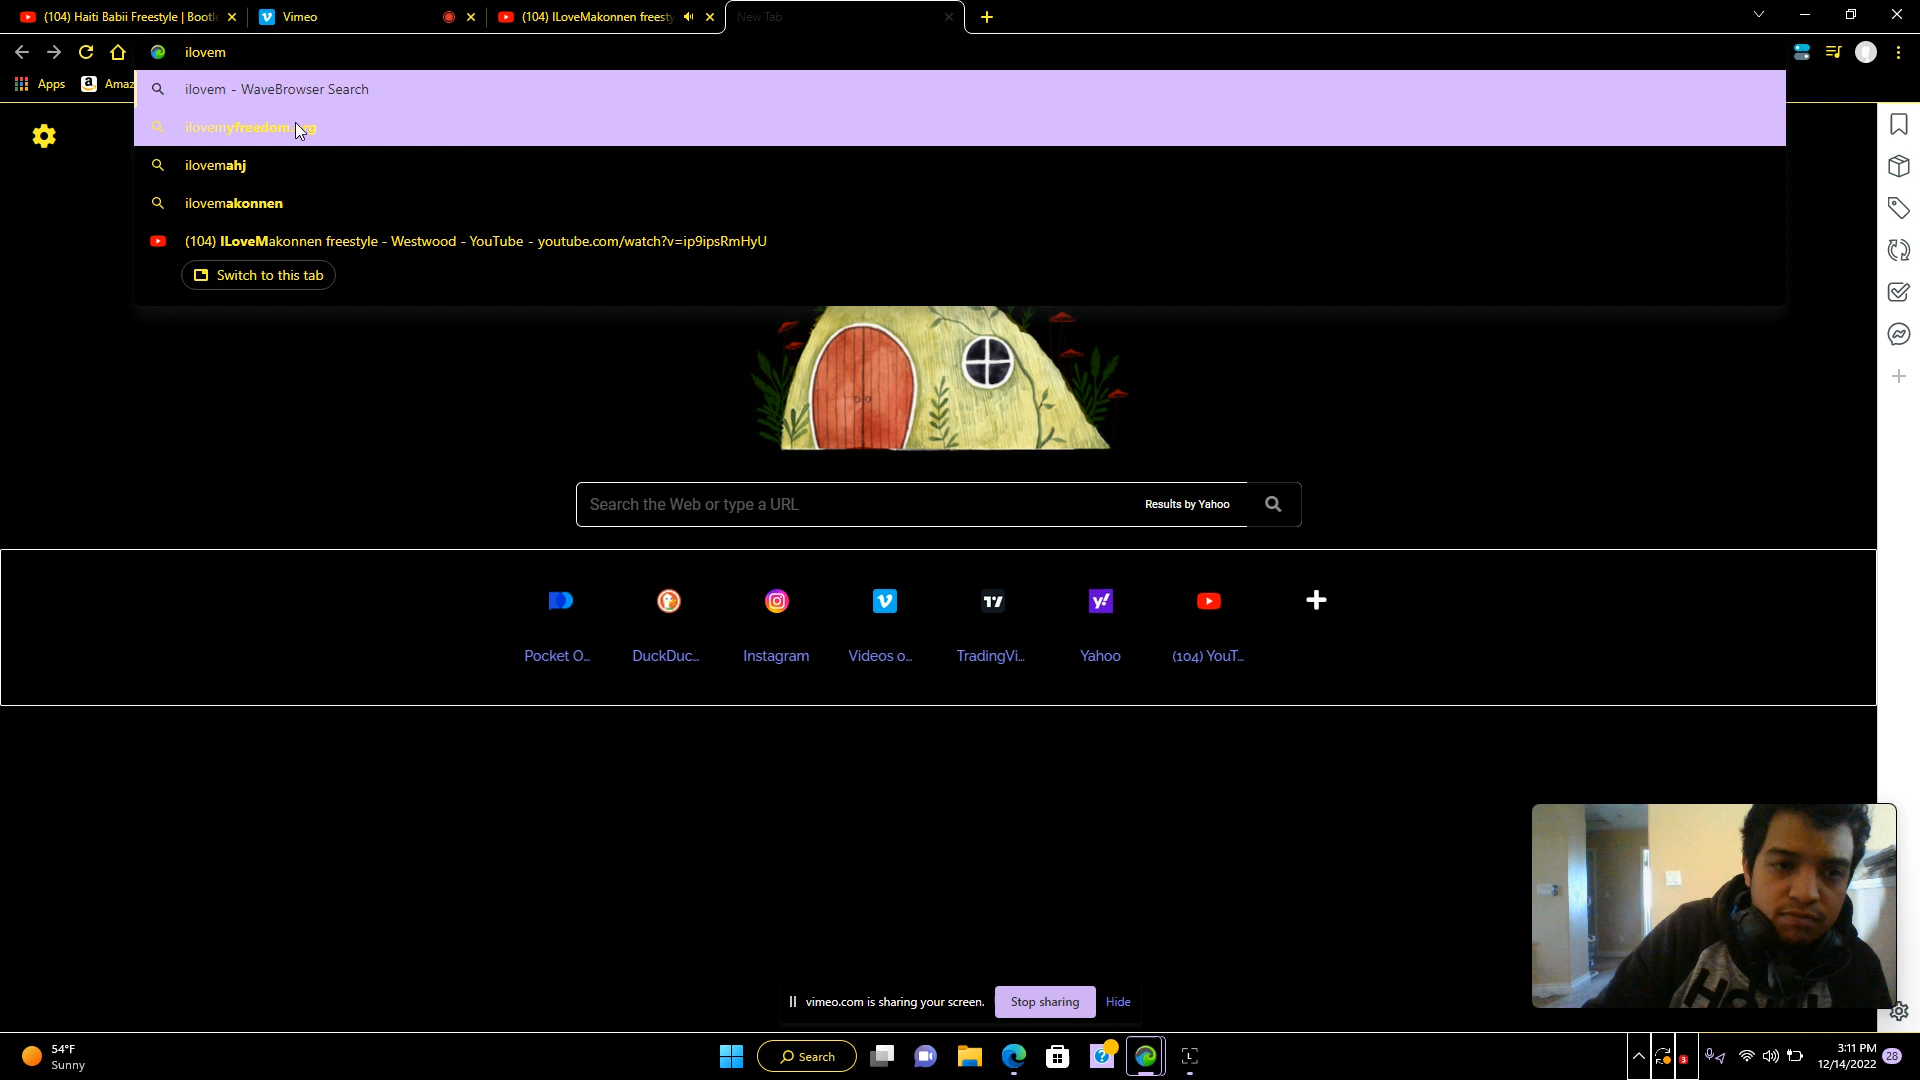 (104) Haiti Babii Freestyle | Bootl
Vimeo
(104) ILoveMakonnen freesty
New Tab
ilovem
Apps
Amaz
ilovem - WaveBrowser Search
ilovemyfreedom.
ilovemahj
ilovemakonnen
(104) ILoveMakonnen freestyle - Westwood - YouTube - youtube.com/watch?v=ip9ipsRmHyU
Switch to this tab
Search the Web or type a URL
Results by Yahoo
Pocket O...
DuckDuc...
Instagram
Videos o...
TradingVi...
Yahoo
(104) YouT...
vimeo.com is sharing your screen.
Stop sharing
Hide
54°F
Sunny
Search
3
3:11 PM
12/14/2022
28